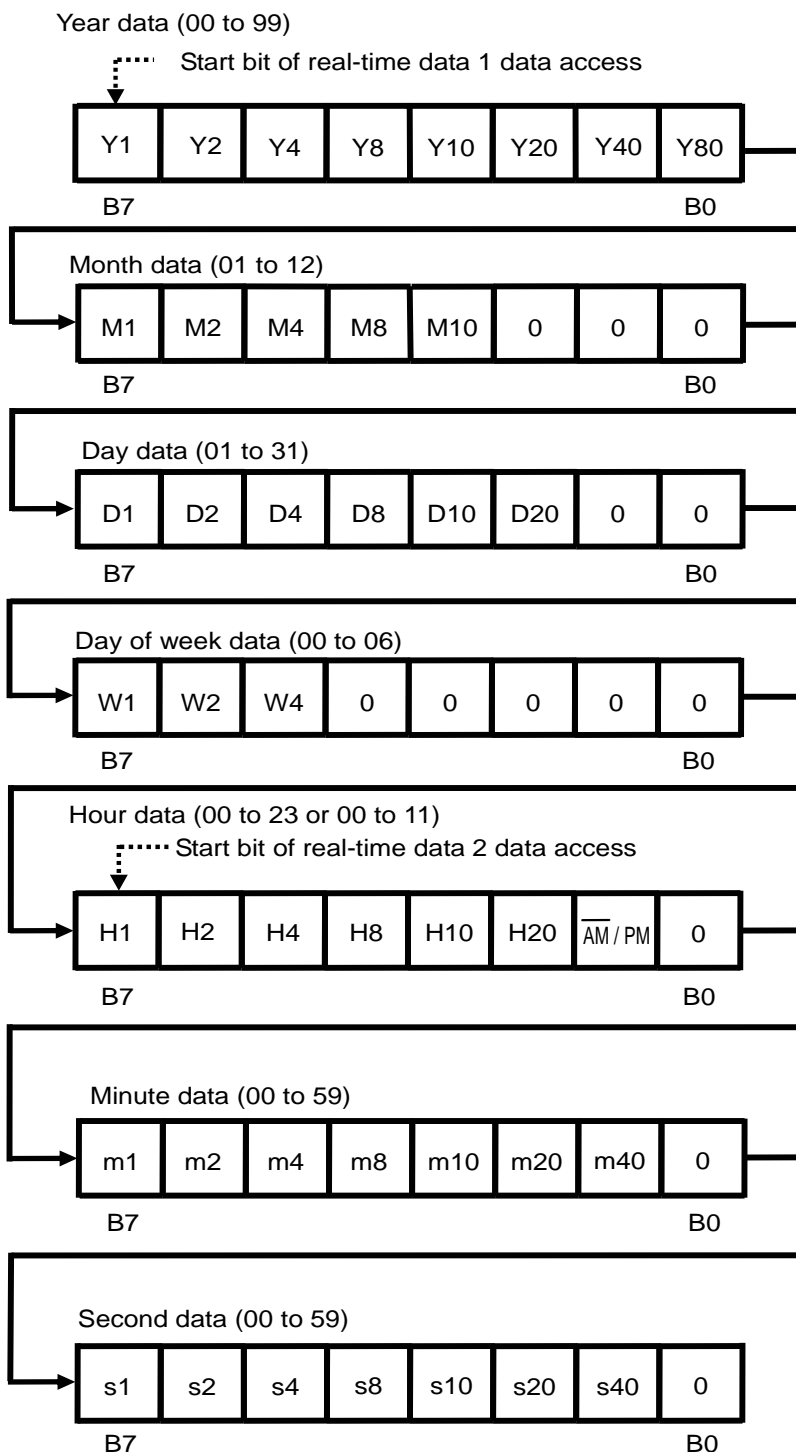 Year data (00 to 99)
Start bit of real-time data 1 data access
Y1 Y2 Y4 Y8 Y10 Y20 Y40 Y80
B7 B0
Month data (01 to 12)
M1 M2 M4 M8 M10 0 0 0
B7 B0
Day data (01 to 31)
D1 D2 D4 D8 D10 D20 0 0
B7 B0
Day of week data (00 to 06)
W1 W2 W4 0 0 0 0 0
B7 B0
Hour data (00 to 23 or 00 to 11)
Start bit of real-time data 2 data access
H1 H2 H4 H8 H10 H20 A̅M̅ / PM 0
B7 B0
Minute data (00 to 59)
m1 m2 m4 m8 m10 m20 m40 0
B7 B0
Second data (00 to 59)
s1 s2 s4 s8 s10 s20 s40 0
B7 B0